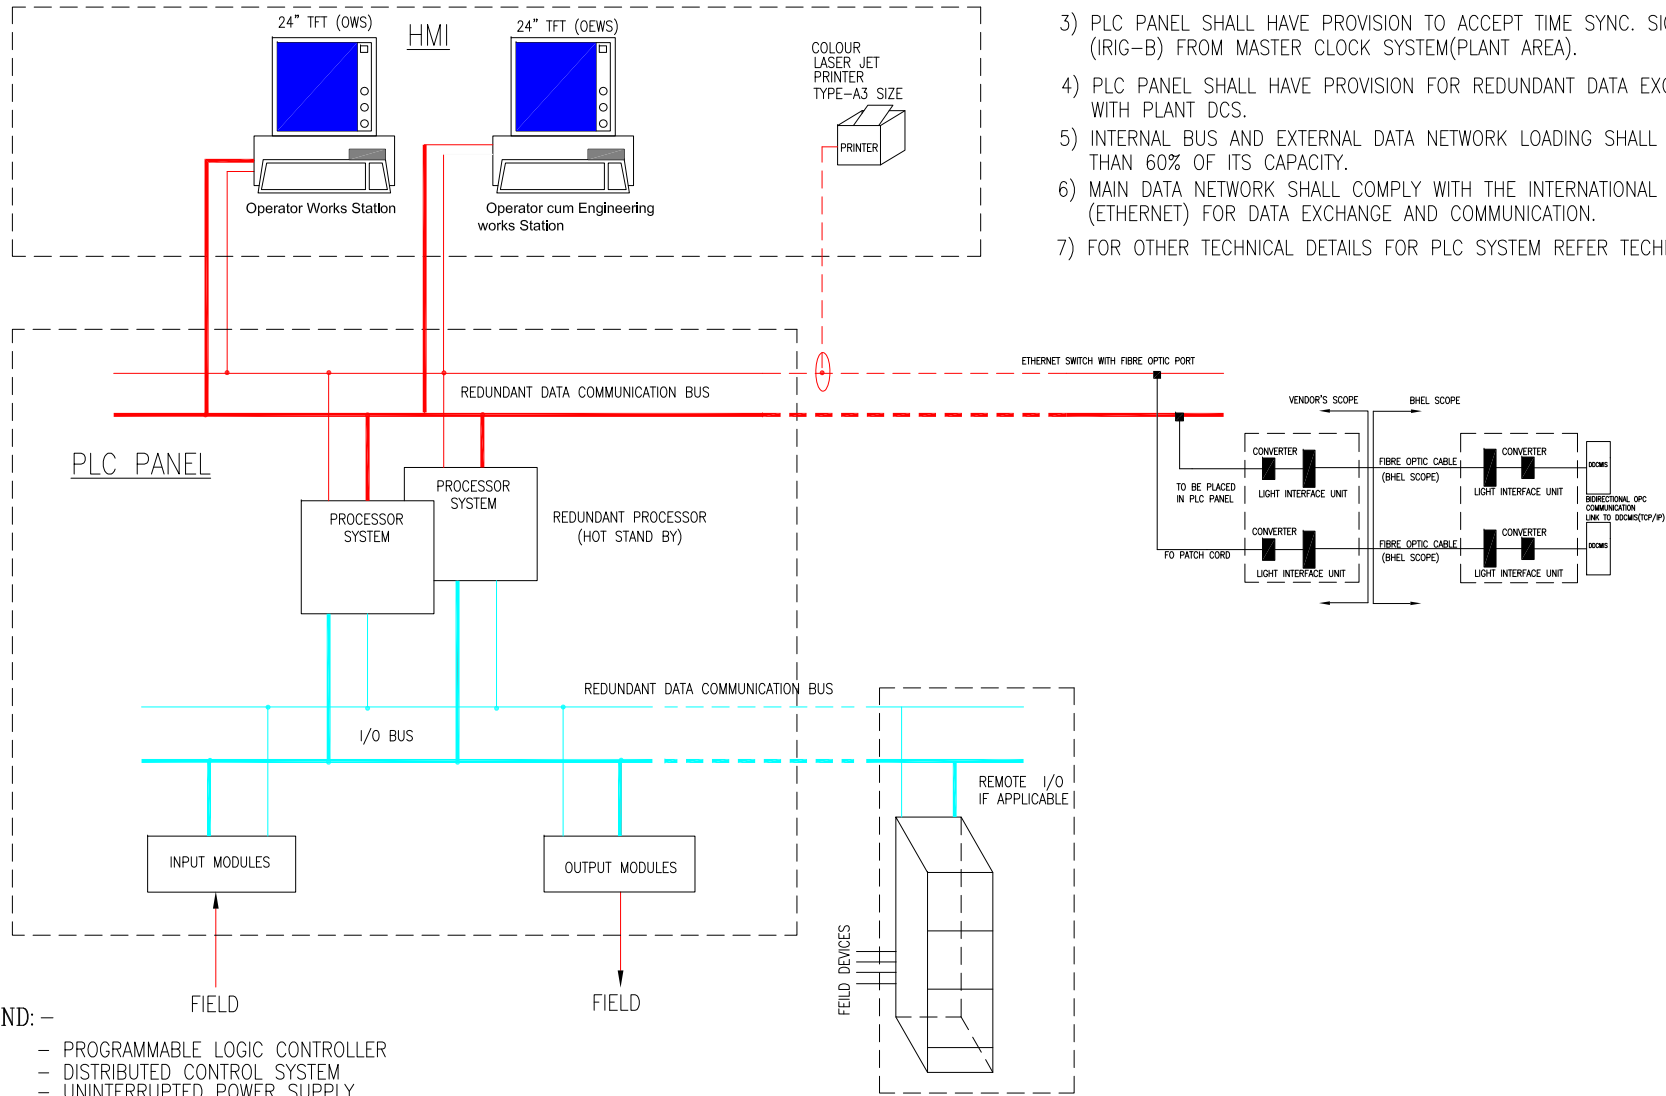 24" TFT (OWS)
HMI
24" TFT (OEWS)
COLOUR
LASER JET
PRINTER
TYPE-A3 SIZE
PRINTER
Operator Works Station
Operator cum Engineering
works Station
3) PLC PANEL SHALL HAVE PROVISION TO ACCEPT TIME SYNC.
(IRIG-B) FROM MASTER CLOCK SYSTEM(PLANT AREA).
4) PLC PANEL SHALL HAVE PROVISION FOR REDUNDANT DATA
WITH PLANT DCS.
5) INTERNAL BUS AND EXTERNAL DATA NETWORK LOADING SHALL
THAN 60% OF ITS CAPACITY.
6) MAIN DATA NETWORK SHALL COMPLY WITH THE INTERNATIONAL
(ETHERNET) FOR DATA EXCHANGE AND COMMUNICATION.
7) FOR OTHER TECHNICAL DETAILS FOR PLC SYSTEM REFER
ETHERNET SWITCH WITH FIBRE OPTIC PORT
REDUNDANT DATA COMMUNICATION BUS
PLC PANEL
PROCESSOR
SYSTEM
PROCESSOR
SYSTEM
REDUNDANT PROCESSOR
(HOT STAND BY)
VENDOR'S SCOPE
BHEL SCOPE
CONVERTER
LIGHT INTERFACE UNIT
TO BE PLACED
IN PLC PANEL
FIBRE OPTIC CABLE
(BHEL SCOPE)
CONVERTER
LIGHT INTERFACE UNIT
DDCMIS
BIDIRECTIONAL OPC
COMMUNICATION
LINK TO DDCMIS(TCP/IP)
CONVERTER
LIGHT INTERFACE UNIT
FO PATCH CORD
FIBRE OPTIC CABLE
(BHEL SCOPE)
CONVERTER
LIGHT INTERFACE UNIT
DDCMIS
REDUNDANT DATA COMMUNICATION BUS
I/O BUS
REMOTE I/O
IF APPLICABLE
INPUT MODULES
OUTPUT MODULES
FEILD DEVICES
FIELD
FIELD
ND:-
- PROGRAMMABLE LOGIC CONTROLLER
- DISTRIBUTED CONTROL SYSTEM
- UNINTERRUPTED POWER SUPPLY